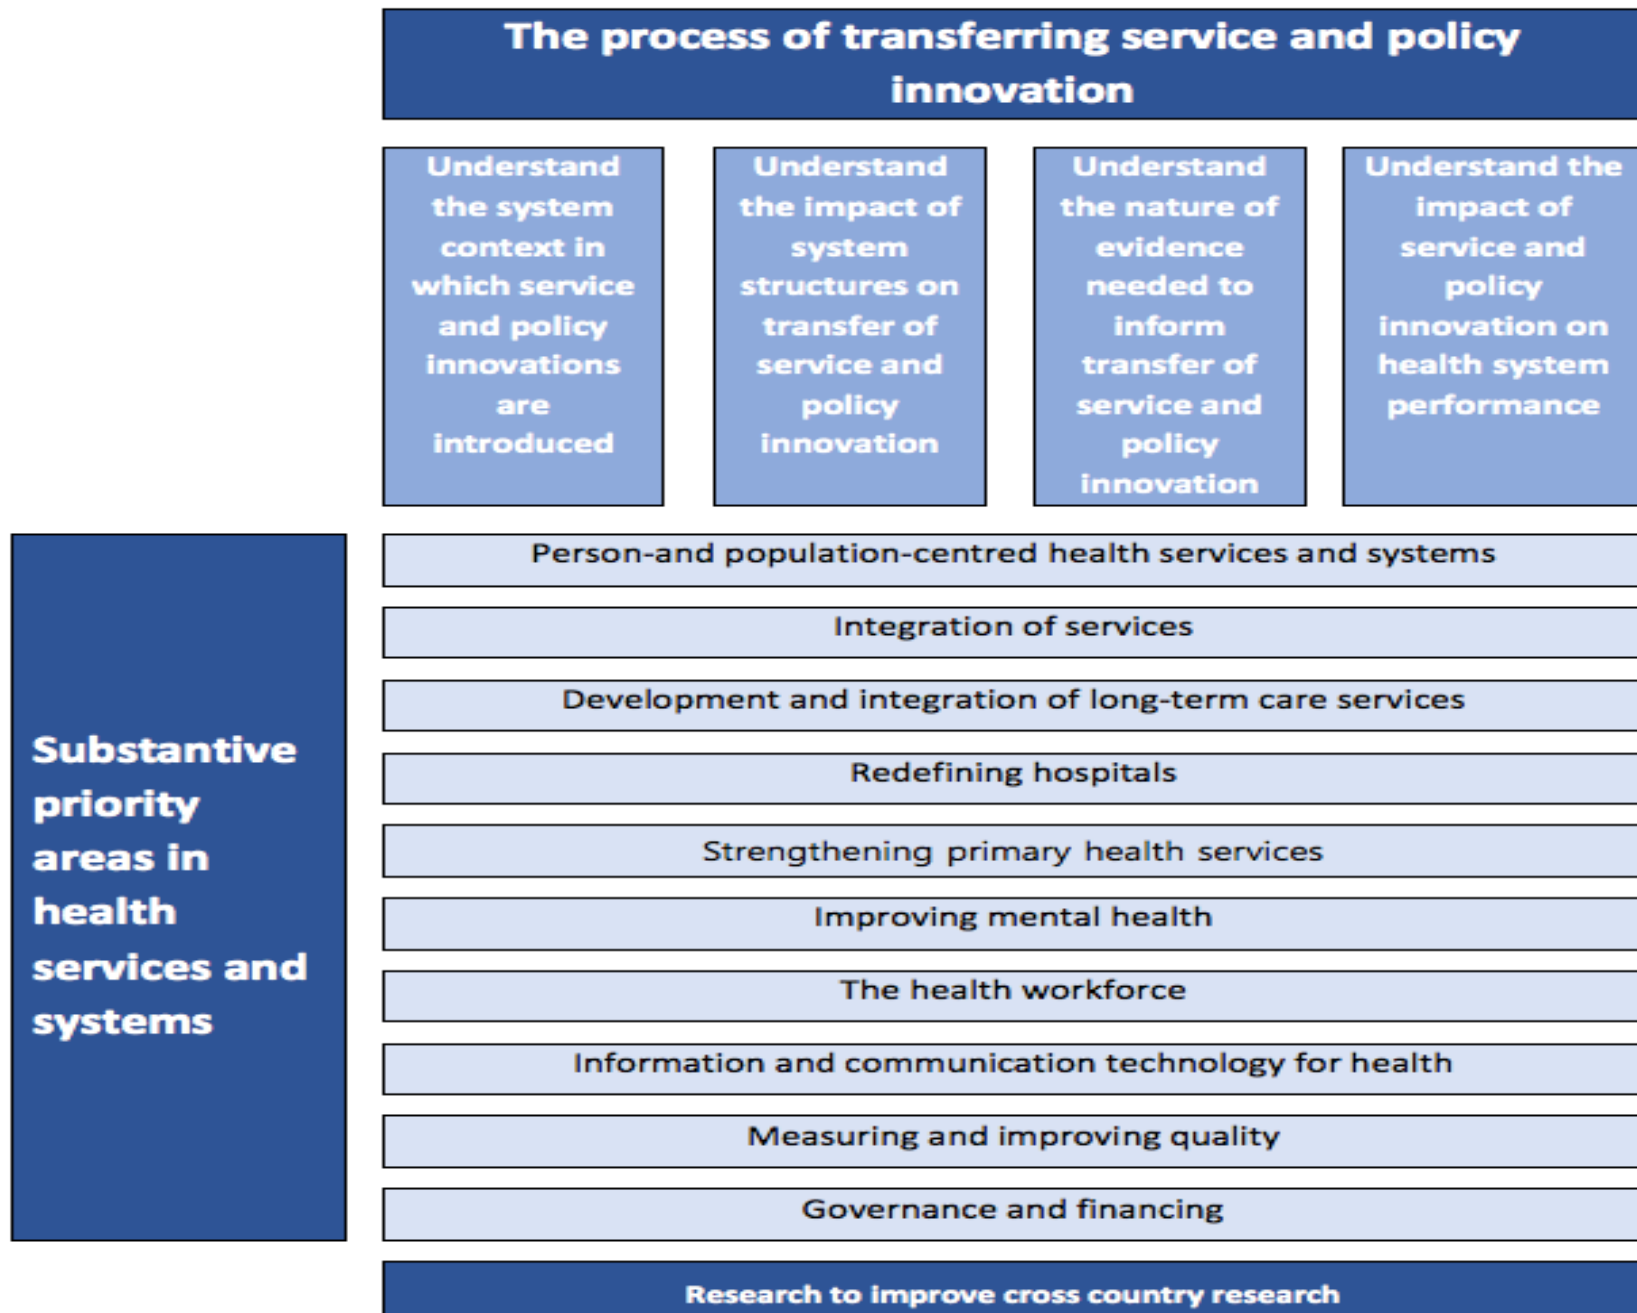 The process of transferring service and policy
innovation
Understand
the system
context in
which service
and policy
innovations
are
introduced
Understand
the impact of
system
structures on
transfer of
service and
policy
innovation
Understand
the nature of
evidence
needed to
inform
transfer of
service and
policy
innovation
Understand the
impact of
service and
policy
innovation on
health system
performance
Substantive
priority
areas in
health
services and
systems
Person-and population-centred health services and systems
Integration of services
Development and integration of long-term care services
Redefining hospitals
Strengthening primary health services
Improving mental health
The health workforce
Information and communication technology for health
Measuring and improving quality
Governance and financing
Research to improve cross country research